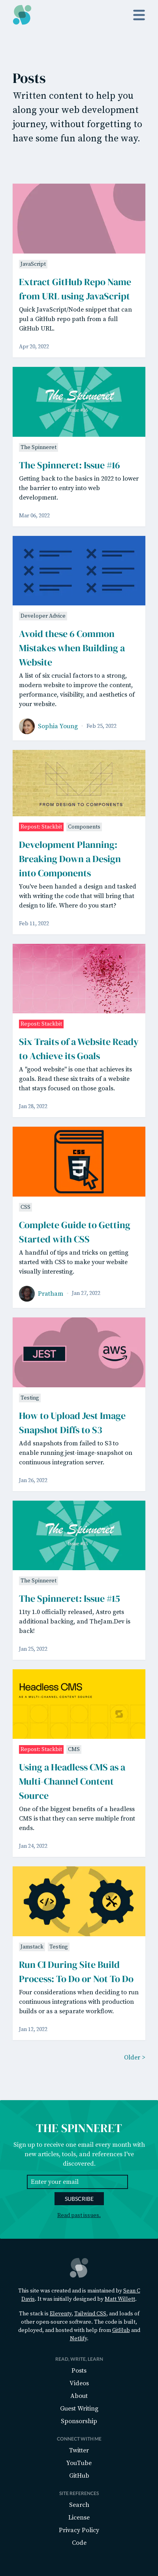 Posts
Written content to help you
along your web development
journey, without forgetting to
have some fun along the way.
JavaScript
Extract GitHub Repo Name
from URL using JavaScript
Quick JavaScript/Node snippet that can
put a GitHub repo path from a full
GitHub URL.
Apr 20, 2022
The Spinneret
The Spinneret
The Spinneret: Issue #16
Getting back to the basics in 2022 to lower
the barrier to entry into web
development.
Mar 06, 2022
Developer Advice
Avoid these 6 Common
Mistakes when Building a
Website
A list of six crucial factors to a strong,
modern website to improve the content,
performance, visibility, and aesthetics of
your website.
Sophia Young · Feb 25, 2022
FROM DESIGN TO COMPONENTS
Repost: Stackbit Components
Development Planning:
Breaking Down a Design
into Components
You've been handed a design and tasked
with writing the code that will bring that
design to life. Where do you start?
Feb 11, 2022
Repost: Stackbit
Six Traits of a Website Ready
to Achieve its Goals
A "good website" is one that achieves its
goals. Read these six traits of a website
that stays focused on those goals.
Jan 28, 2022
CSS
CSS
Complete Guide to Getting
Started with CSS
A handful of tips and tricks on getting
started with CSS to make your website
visually interesting.
Pratham · Jan 27, 2022
JEST
aws
Testing
How to Upload Jest Image
Snapshot Diffs to S3
Add snapshots from failed to S3 to
enable running jest-image-snapshot on
continuous integration server.
Jan 26, 2022
The Spinneret
The Spinneret
The Spinneret: Issue #15
11ty 1.0 officially released, Astro gets
additional backing, and TheJam.Dev is
back!
Jan 25, 2022
Headless CMS
AS A MULTI-CHANNEL CONTENT SOURCE
Repost: Stackbit CMS
Using a Headless CMS as a
Multi-Channel Content
Source
One of the biggest benefits of a headless
CMS is that they can serve multiple front
ends.
Jan 24, 2022
Jamstack Testing
Run CI During Site Build
Process: To Do or Not To Do
Four considerations when deciding to run
continuous integrations with production
builds or as a separate workflow.
Jan 12, 2022
Older >
THE SPINNERET
Sign up to receive one email every month with
new articles, tools, and references I've
discovered.
Enter your email
SUBSCRIBE
Read past issues.
This site was created and is maintained by Sean C
Davis. It was initially designed by Matt Willett.
The stack is Eleventy, Tailwind CSS, and loads of
other open-source software. The code is developed,
deployed, and hosted with help from GitHub and
Netlify.
READ, WRITE, LEARN
Posts
Videos
About
Guest Writing
Sponsorship
CONNECT WITH ME
Twitter
YouTube
GitHub
SITE REFERENCES
Search
License
Privacy Policy
Code